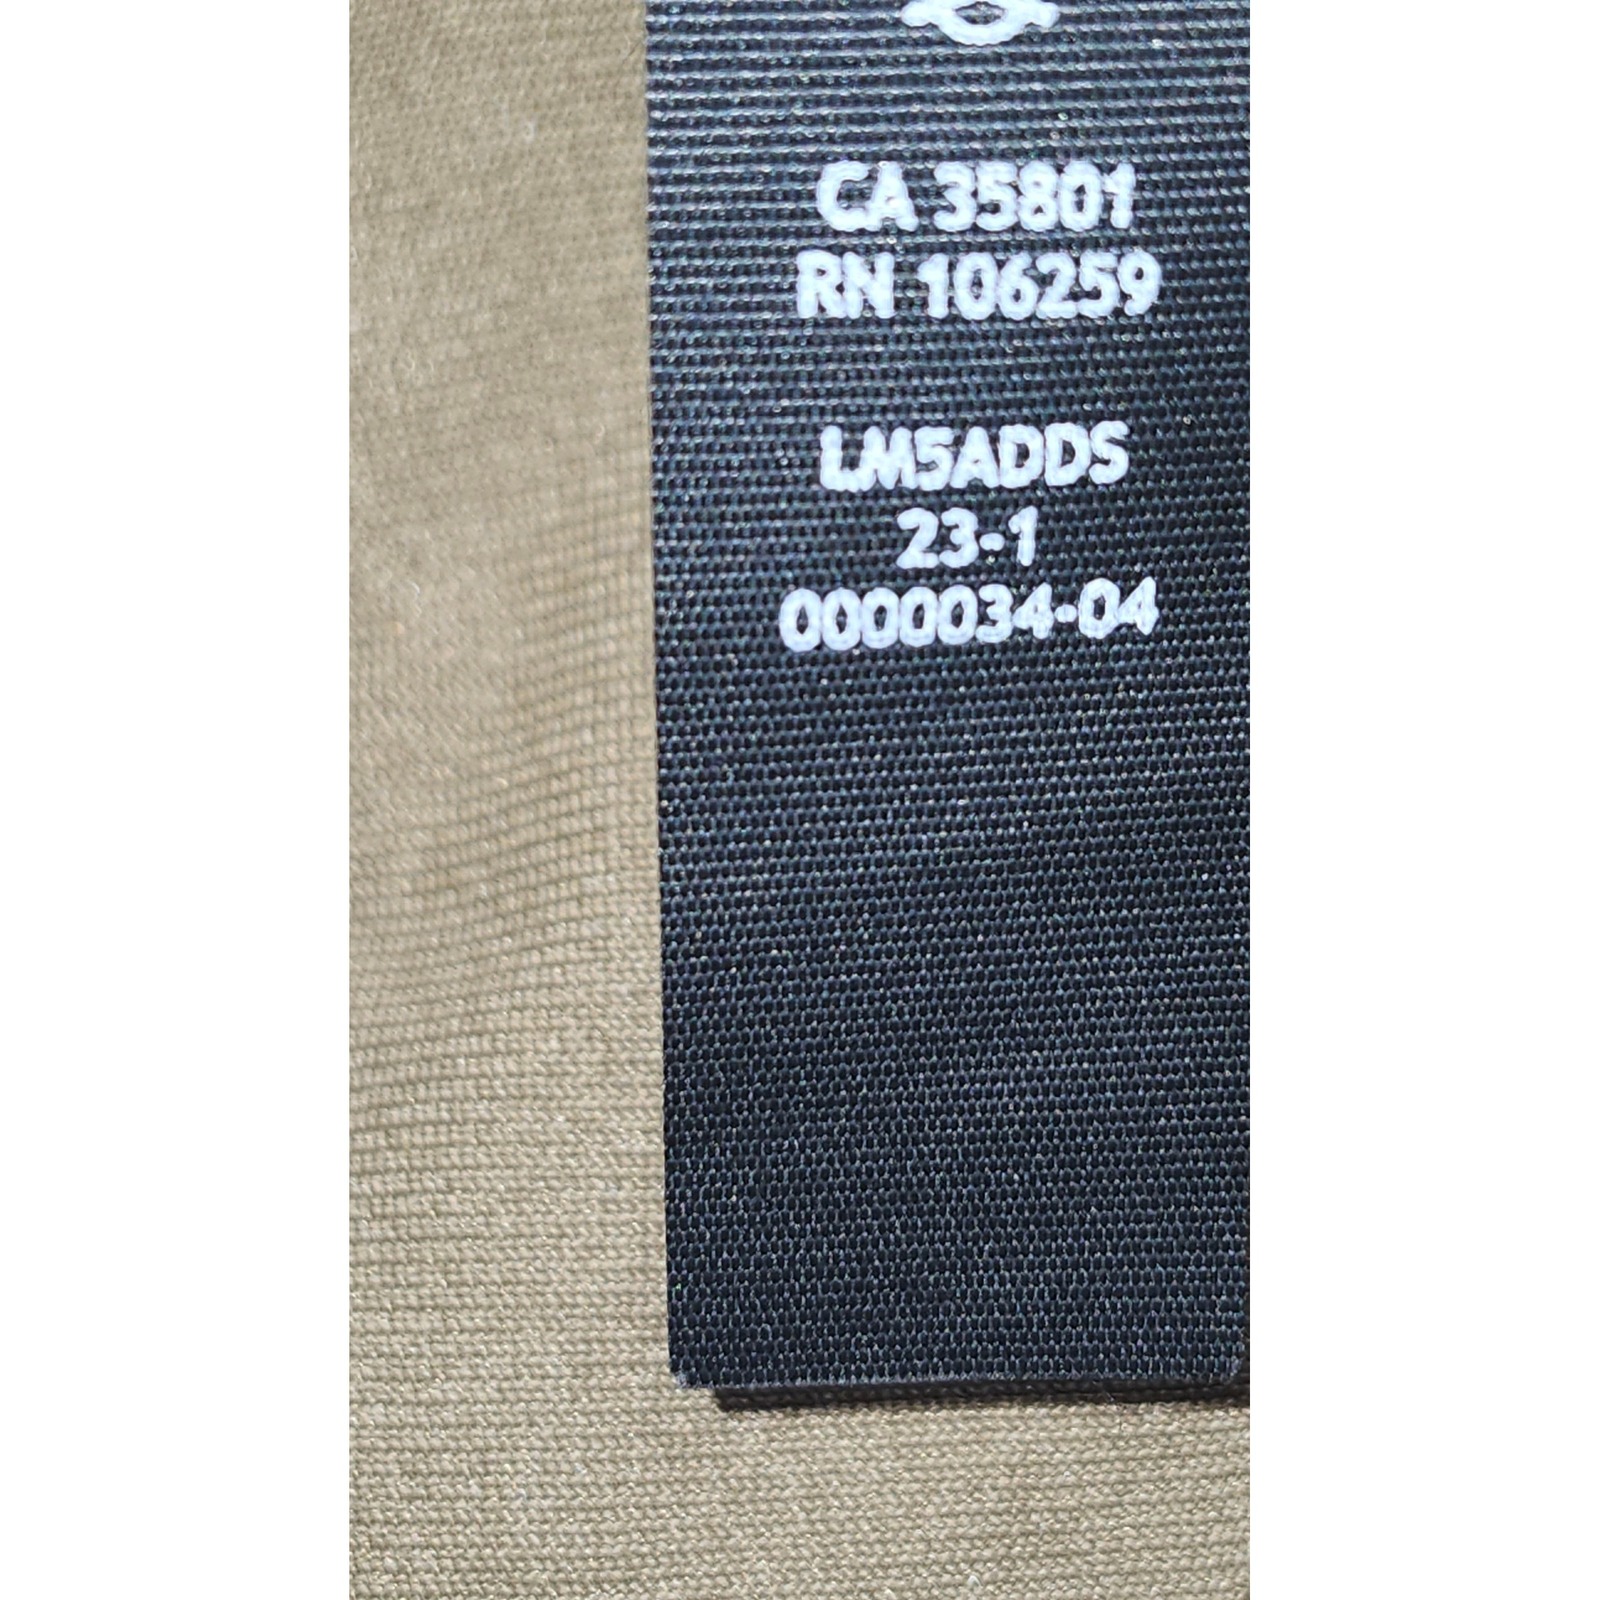 CA 35801
RN 106259
LM5ADDS
23-1
0000034-04